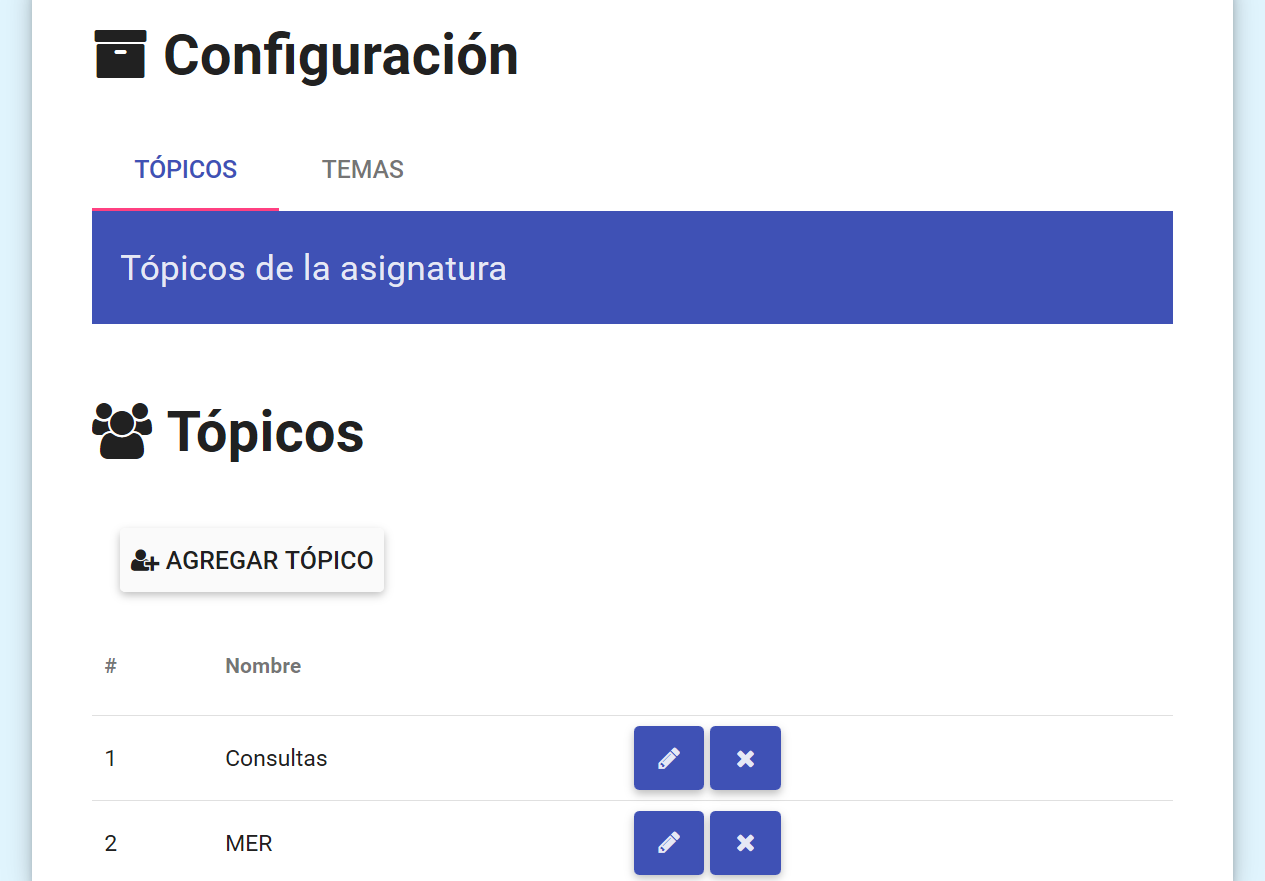 Configuración
TÓPICOS TEMAS
Tópicos de la asignatura
Tópicos
AGREGAR TÓPICO
# Nombre
1 Consultas
2 MER